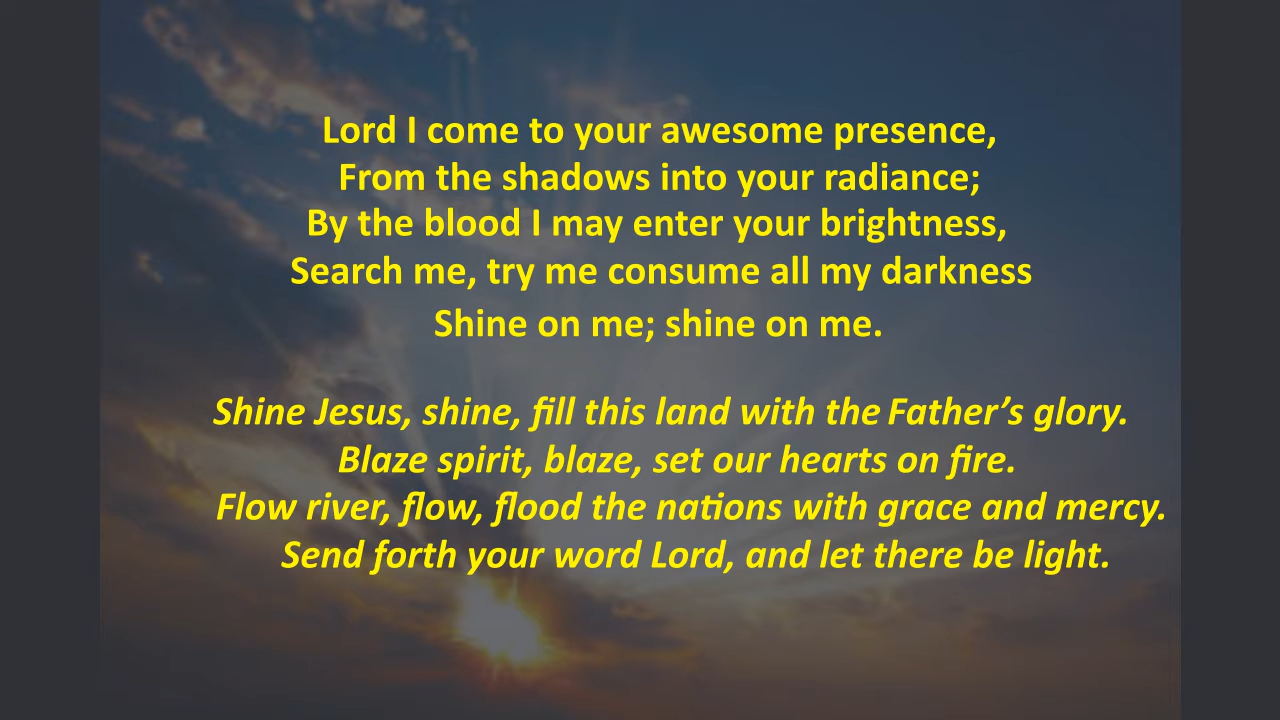 Lord I come to your awesome presence,
From the shadows into your radiance;
By the blood I may enter your brightness,
Search me, try me consume all my darkness
Shine on me; shine on me.
Shine Jesus, shine, fill this land with the Father’s glory.
Blaze spirit, blaze, set our hearts on fire.
Flow river, flow, flood the nations with grace and mercy.
Send forth your word Lord, and let there be light.